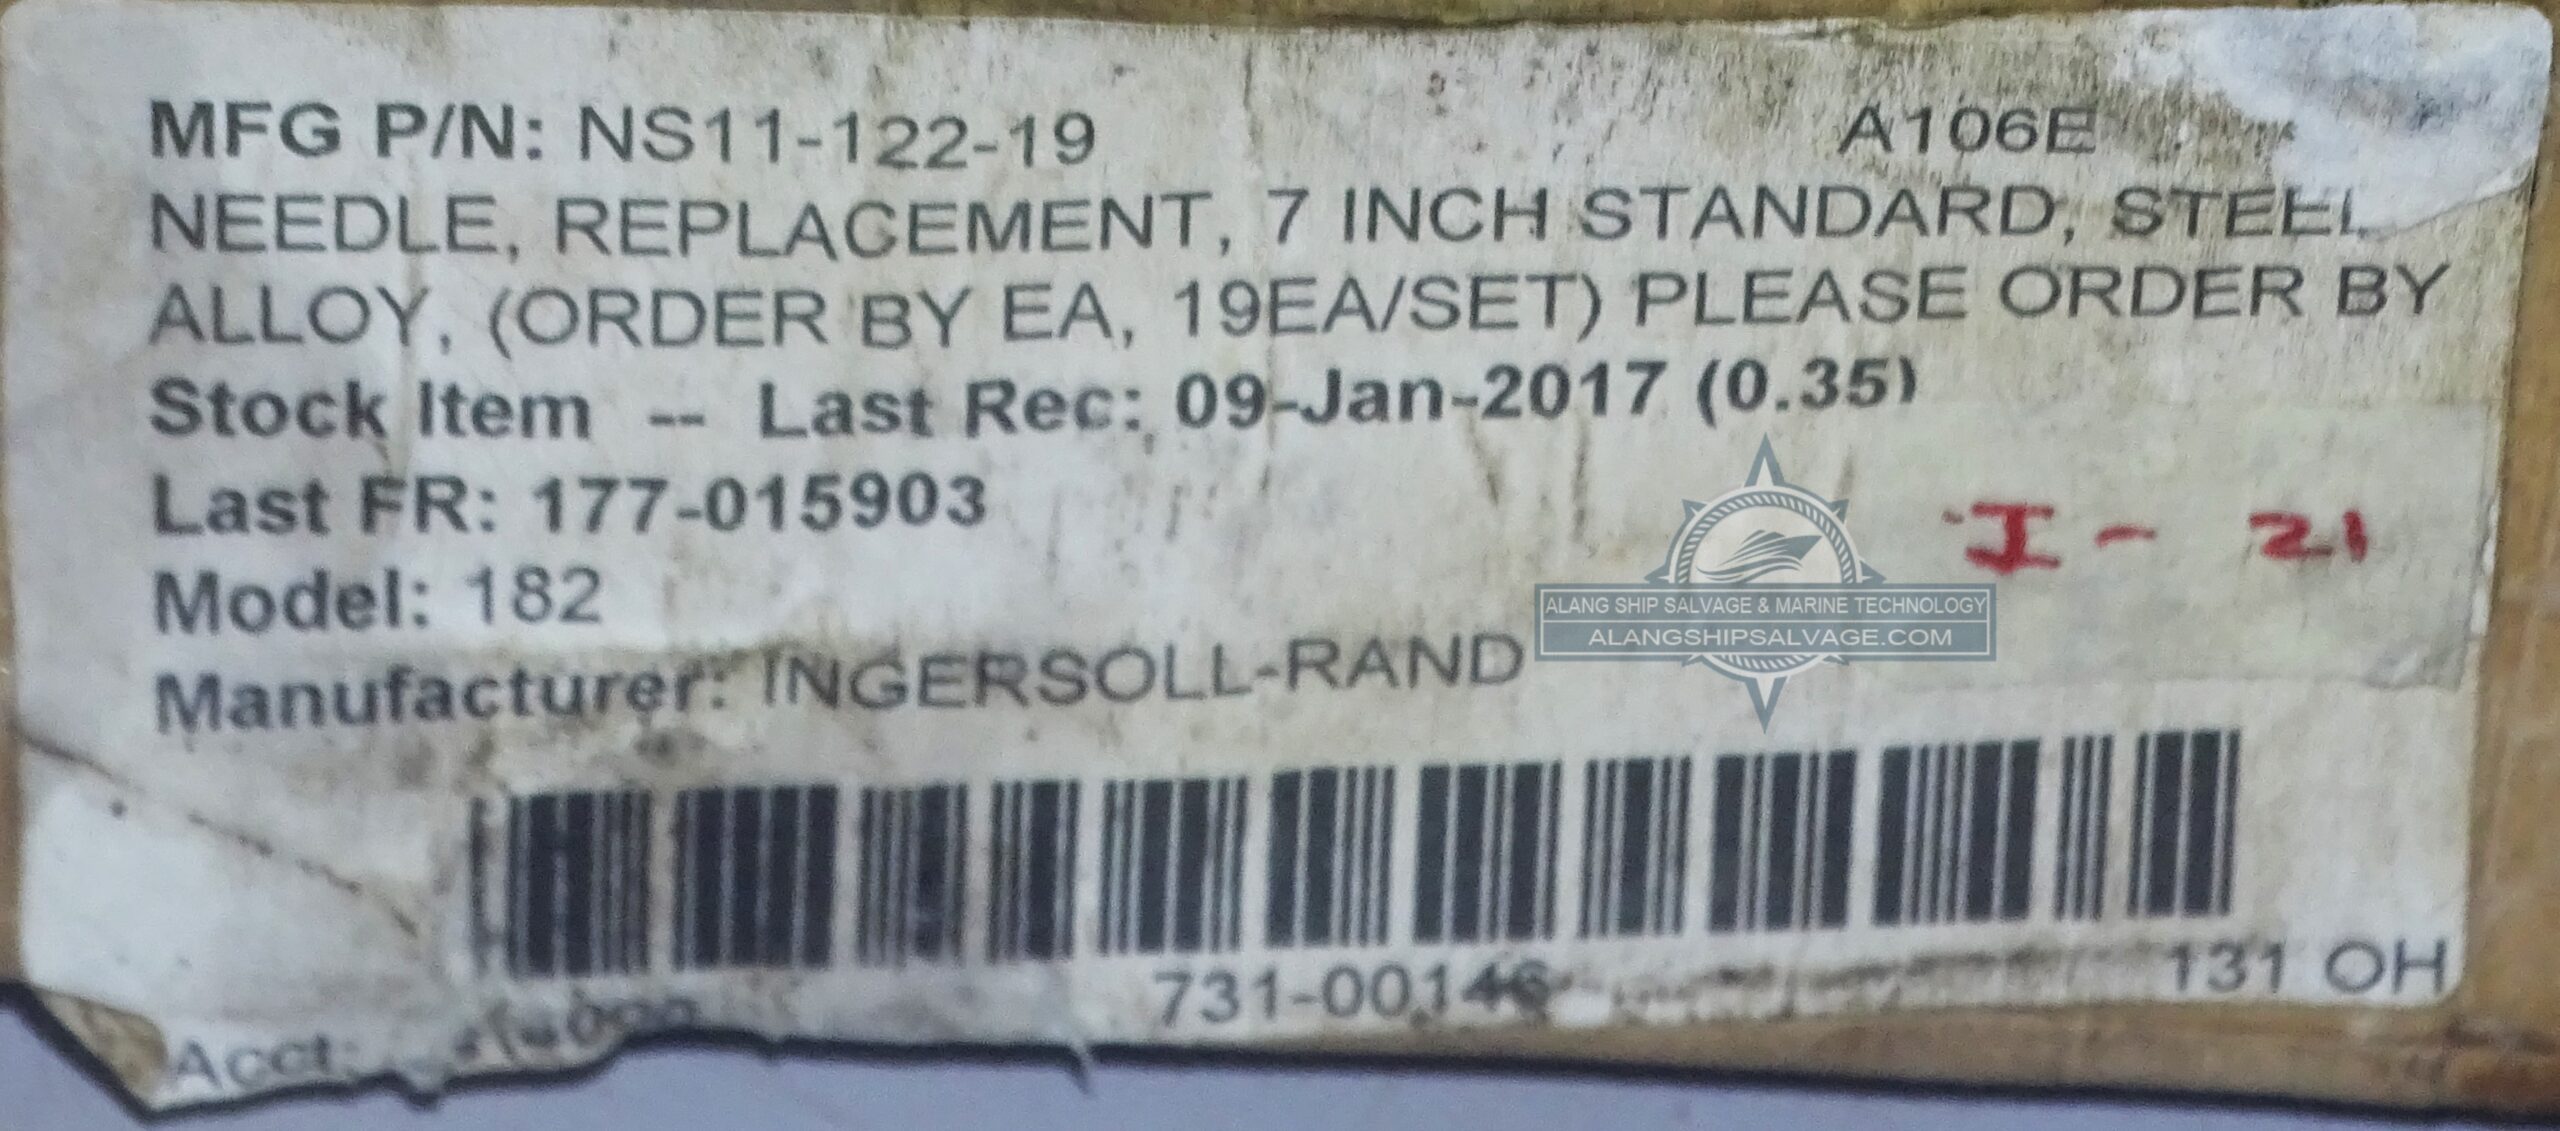 MFG P/N: NS11-122-19 A106E
NEEDLE, REPLACEMENT, 7 INCH STANDARD, STEEL
ALLOY, (ORDER BY EA, 19EA/SET) PLEASE ORDER BY
Stock Item -- Last Rec: 09-Jan-2017 (0.35)
Last FR: 177-015903
I - 21
Model: 182
ALANG SHIP SALVAGE & MARINE TECHNOLOGY
ALANGSHIPSALVAGE.COM
Manufacturer: INGERSOLL-RAND
731-00146 131 OH
Acct: